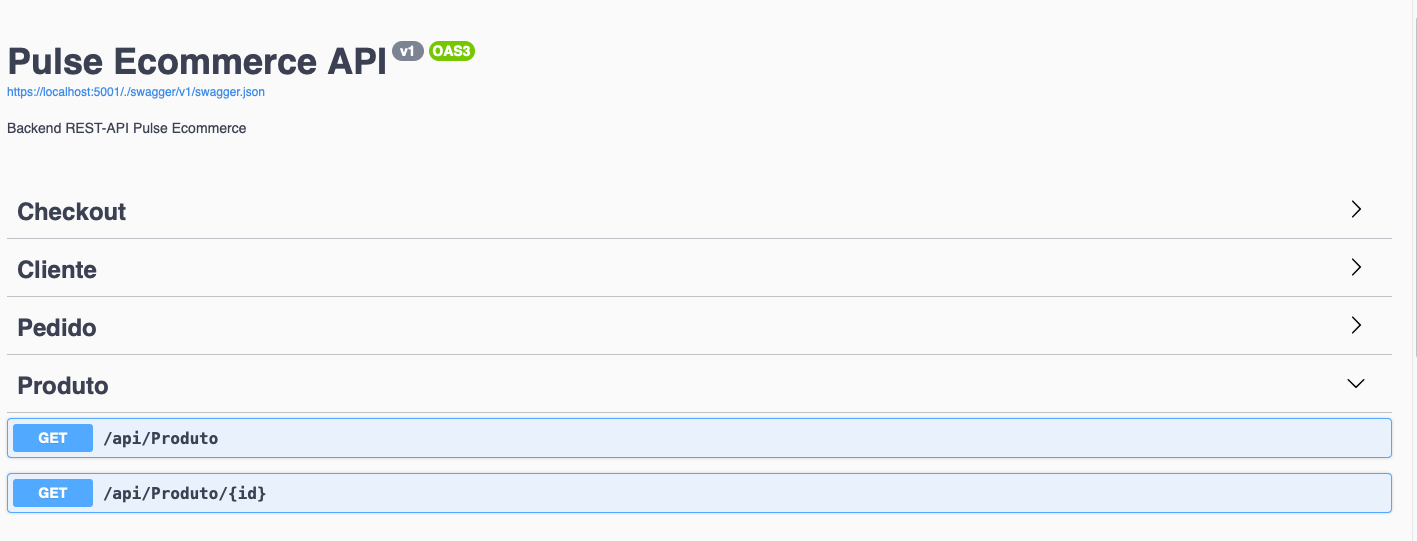 Pulse Ecommerce API v1 OAS3
https://localhost:5001/./swagger/v1/swagger.json
Backend REST-API Pulse Ecommerce
Checkout
Cliente
Pedido
Produto
GET /api/Produto
GET /api/Produto/{id}